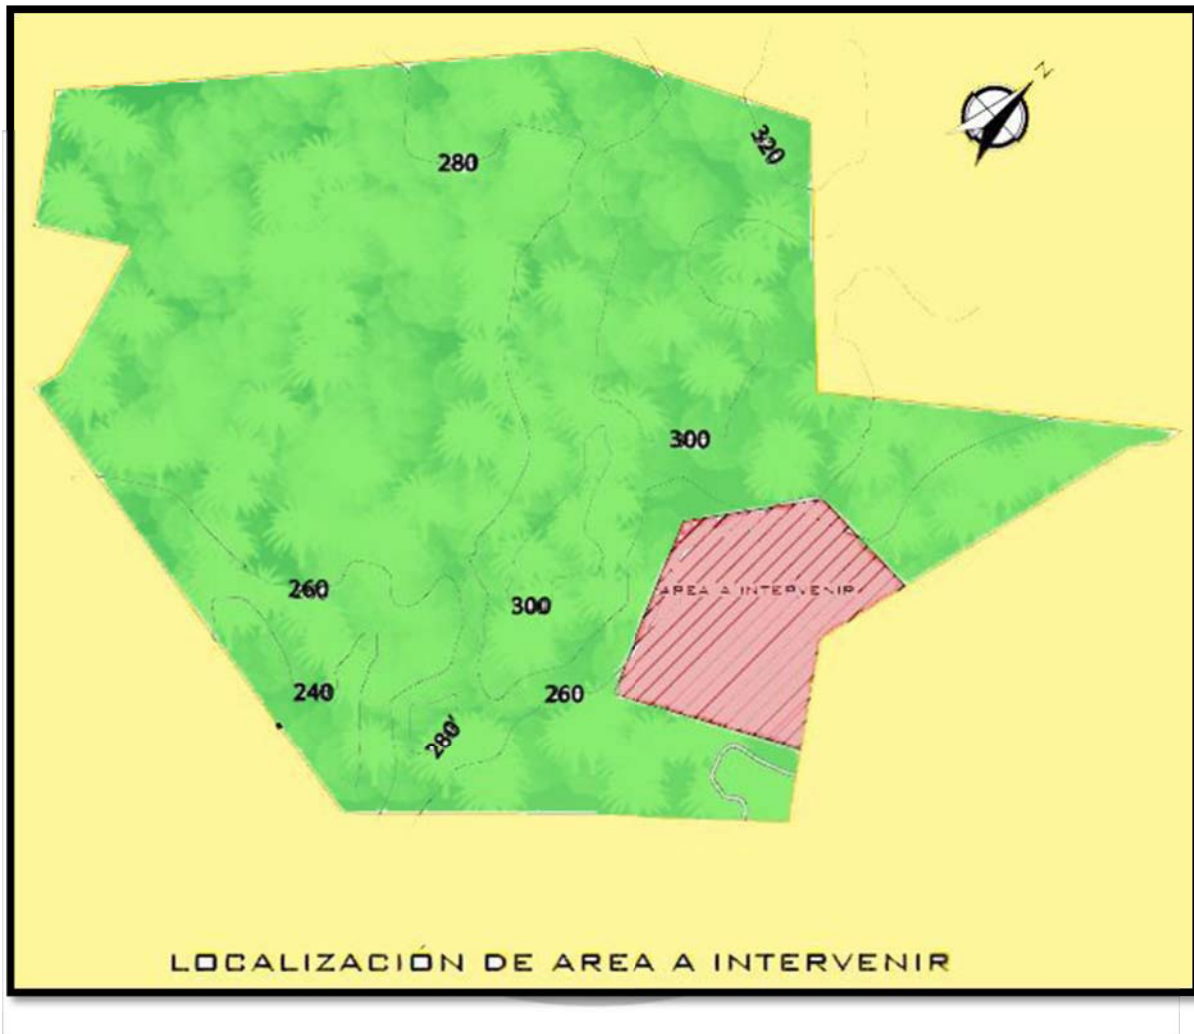 N
280
320
300
AREA A INTERVENIR
260
300
240
260
280
LOCALIZACIÓN DE AREA A INTERVENIR